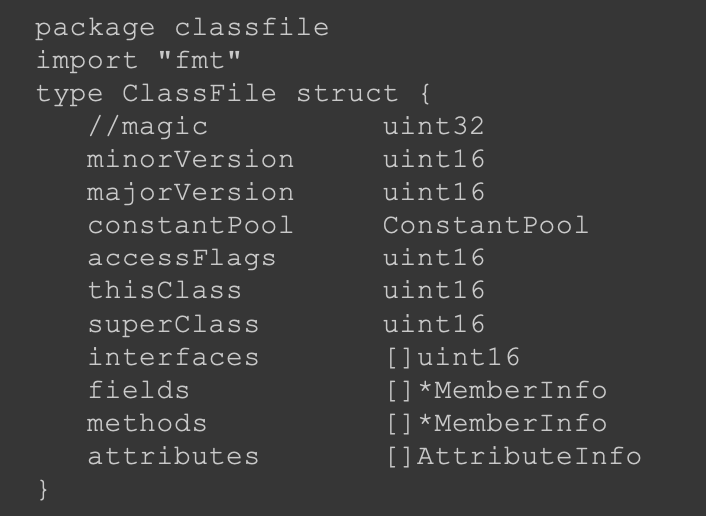 package classfile
import "fmt"
type ClassFile struct {
    //magic           uint32
    minorVersion      uint16
    majorVersion      uint16
    constantPool      ConstantPool
    accessFlags       uint16
    thisClass         uint16
    superClass        uint16
    interfaces        []uint16
    fields            []*MemberInfo
    methods           []*MemberInfo
    attributes        []AttributeInfo
}